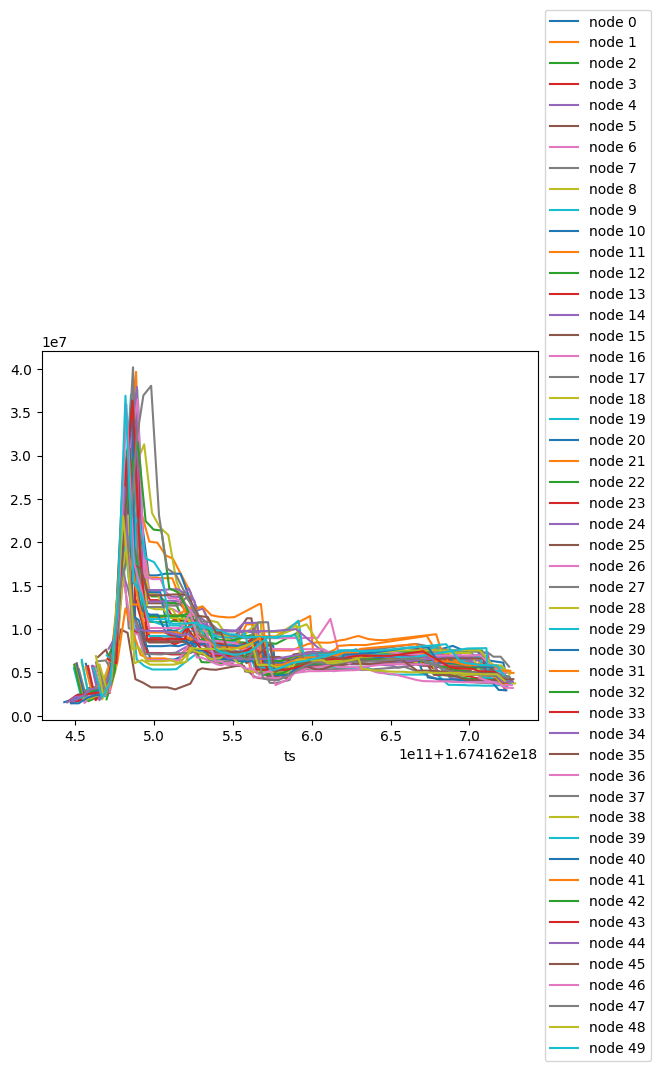 1e7
4.0
3.5
3.0
2.5
2.0
1.5
1.0
0.5
0.0
4.5 5.0 5.5 6.0 6.5 7.0
1e11+1.674162e18
ts
node 0
node 1
node 2
node 3
node 4
node 5
node 6
node 7
node 8
node 9
node 10
node 11
node 12
node 13
node 14
node 15
node 16
node 17
node 18
node 19
node 20
node 21
node 22
node 23
node 24
node 25
node 26
node 27
node 28
node 29
node 30
node 31
node 32
node 33
node 34
node 35
node 36
node 37
node 38
node 39
node 40
node 41
node 42
node 43
node 44
node 45
node 46
node 47
node 48
node 49